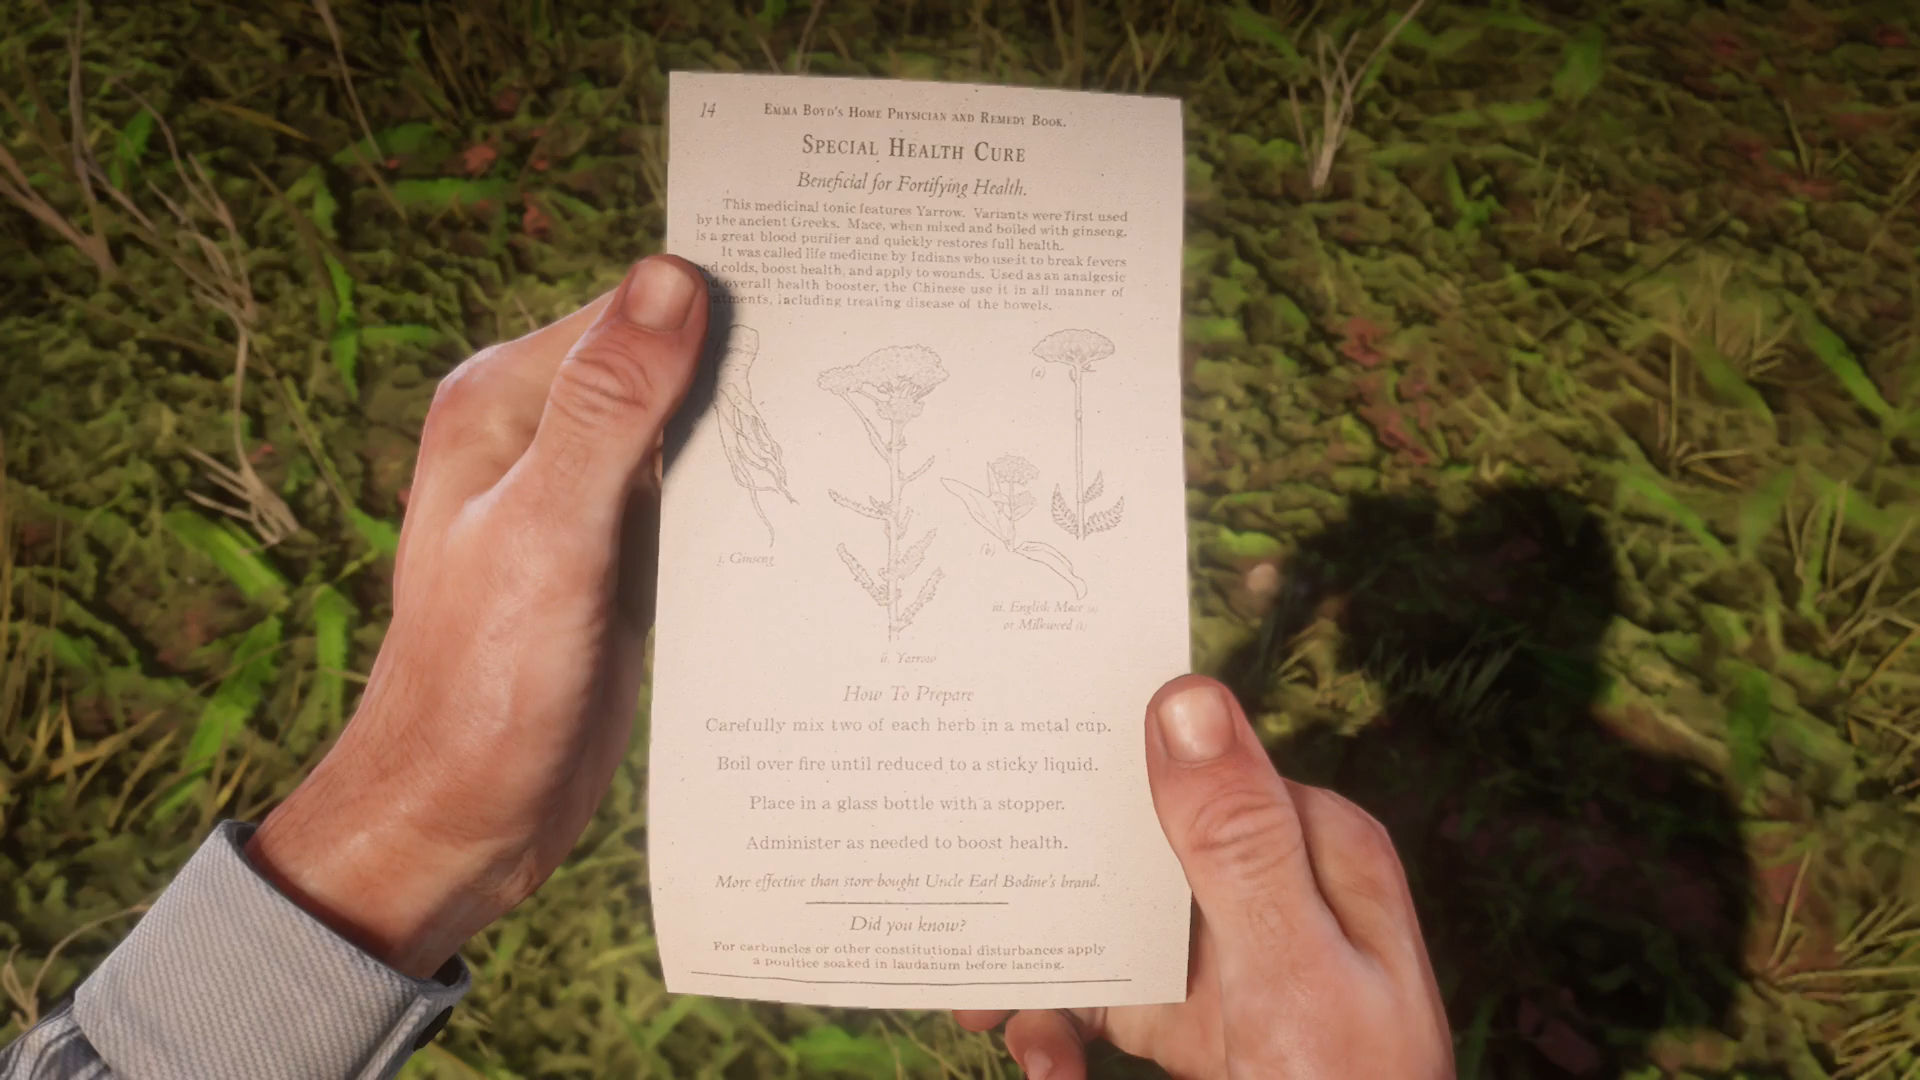 14
EMMA BOYD'S HOME PHYSICIAN AND REMEDY BOOK.
SPECIAL HEALTH CURE
Beneficial for Fortifying Health.
This medicinal tonic features Yarrow. Variants were first used
by the ancient Greeks. Mace, when mixed and boiled with ginseng,
is a great blood purifier and quickly restores full health.
It was called life medicine by Indians who use it to break fevers
colds, boost health, and apply to wounds. Used as an analgesic
overall health booster, the Chinese use it in all manner of
including treating disease of the bowels.
(a)
(b)
i. Ginseng
iii. English Mace (a)
or Milkweed (b)
ii. Yarrow
How To Prepare
Carefully mix two of each herb in a metal cup.
Boil over fire until reduced to a sticky liquid.
Place in a glass bottle with a stopper.
Administer as needed to boost health.
More effective than store-bought Uncle Earl Bodine's brand.
Did you know?
For carbuncles or other constitutional disturbances apply
a poultice soaked in laudanum before lancing.